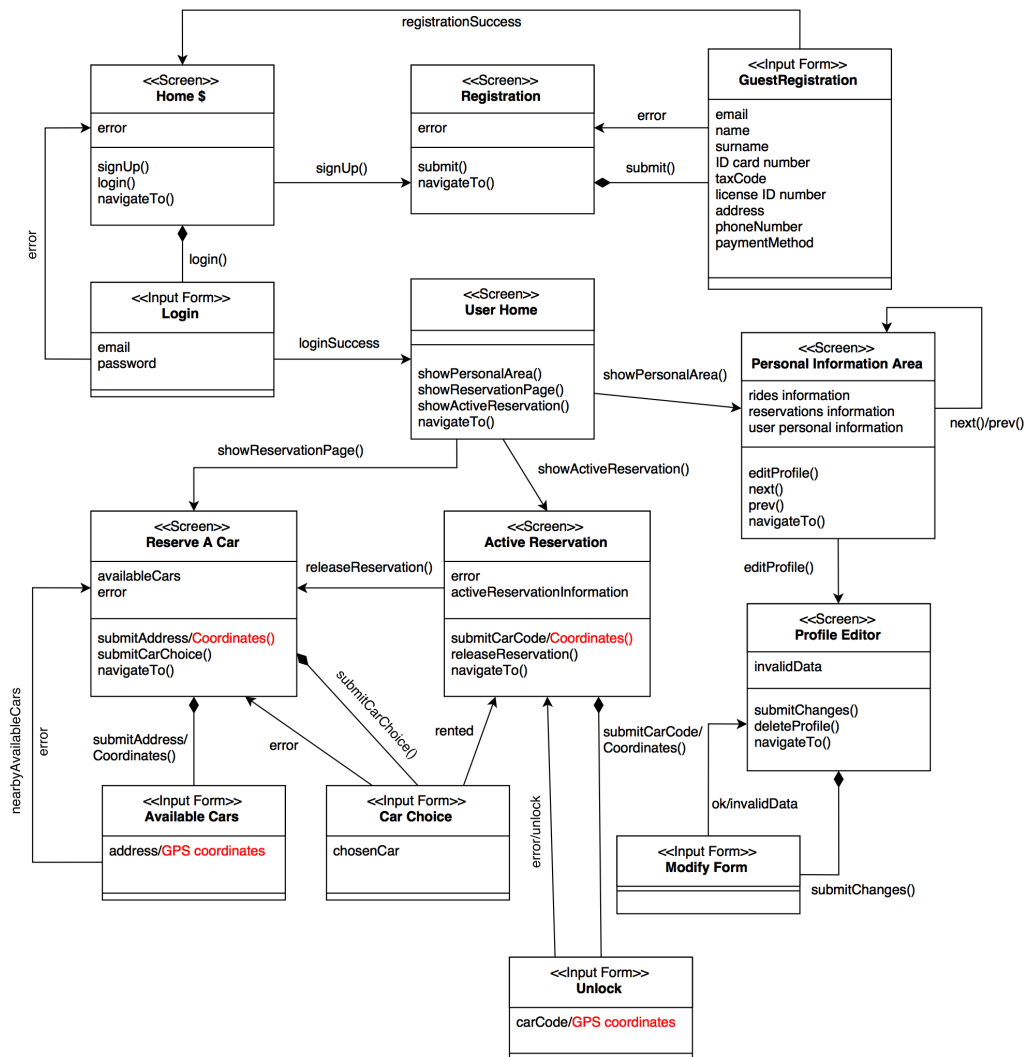 registrationSuccess
<<Screen>>
Home $
error
signUp()
login()
navigateTo()
signUp()
<<Screen>>
Registration
error
submit()
navigateTo()
error
submit()
<<Input Form>>
GuestRegistration
email
name
surname
ID card number
taxCode
license ID number
address
phoneNumber
paymentMethod
error
login()
<<Input Form>>
Login
email
password
loginSuccess
<<Screen>>
User Home
showPersonalArea()
showReservationPage()
showActiveReservation()
navigateTo()
showPersonalArea()
<<Screen>>
Personal Information Area
rides information
reservations information
user personal information
editProfile()
next()
prev()
navigateTo()
next()/prev()
showReservationPage()
showActiveReservation()
<<Screen>>
Reserve A Car
availableCars
error
submitAddress/Coordinates()
submitCarChoice()
navigateTo()
releaseReservation()
<<Screen>>
Active Reservation
error
activeReservationInformation
submitCarCode/Coordinates()
releaseReservation()
navigateTo()
editProfile()
<<Screen>>
Profile Editor
invalidData
submitChanges()
deleteProfile()
navigateTo()
nearbyAvailableCars
error
submitAddress/
Coordinates()
error
submitCarChoice()
rented
submitCarCode/
Coordinates()
<<Input Form>>
Available Cars
address/GPS coordinates
<<Input Form>>
Car Choice
chosenCar
error/unlock
ok/invalidData
<<Input Form>>
Modify Form
submitChanges()
<<Input Form>>
Unlock
carCode/GPS coordinates